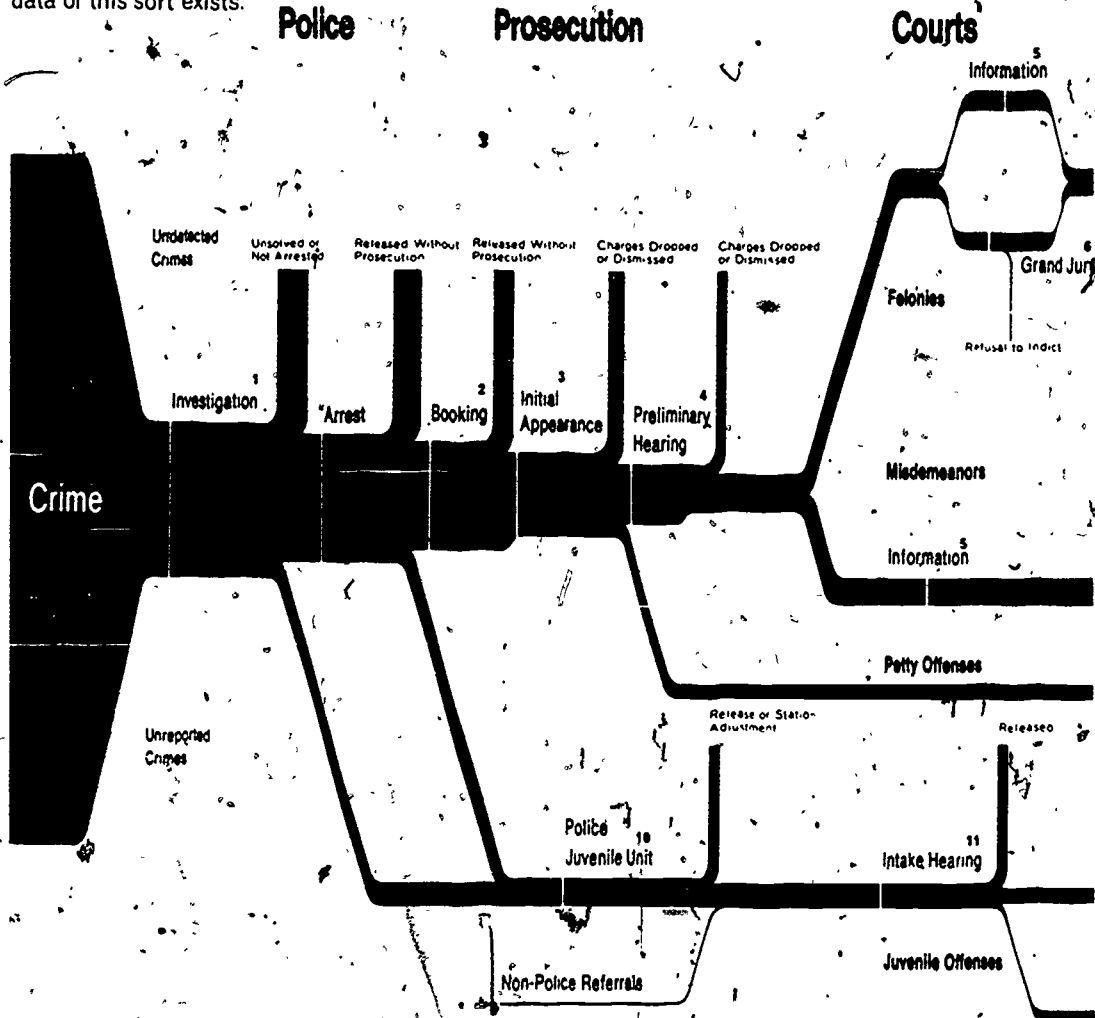 data of this sort exists.
Police
Prosecution
Courts
Information 5
Undetected
Crimes
Unsolved or
Not Arrested
Released Without
Prosecution
Released Without
Prosecution
Charges Dropped
or Dismissed
Charges Dropped
or Dismissed
6
Grand Jury
Felonies
Refusal to Indict
Investigation 1
Arrest
Booking 2
Initial 3
Appearance
Preliminary 4
Hearing
Misdemeanors
Crime
Information 5
Petty Offenses
Release or Station
Adjustment
Released
Unreported
Crimes
Police
Juvenile Unit 10
11
Intake Hearing
Non-Police Referrals
Juvenile Offenses